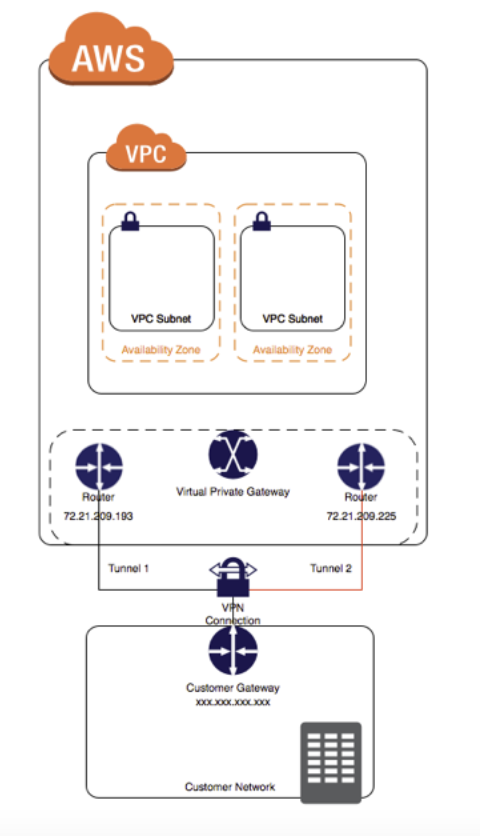 AWS
VPC
VPC Subnet
VPC Subnet
Availability Zone
Availability Zone
Virtual Private Gateway
Router
72.21.209.193
Router
72.21.209.225
Tunnel 1
Tunnel 2
VPN
Connection
Customer Gateway
xxx.xxx.xxx.xxx
Customer Network